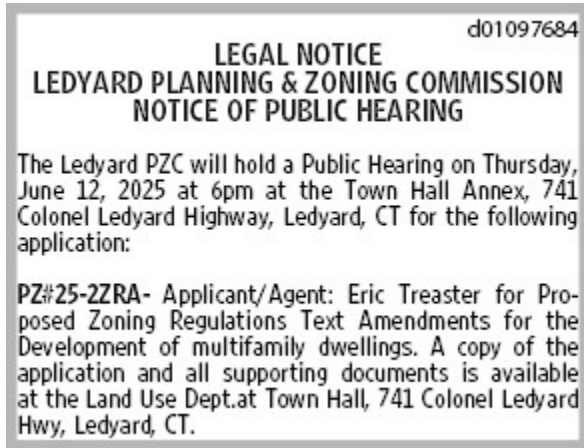 d01097684
LEGAL NOTICE
LEDYARD PLANNING & ZONING COMMISSION
NOTICE OF PUBLIC HEARING
The Ledyard PZC will hold a Public Hearing on Thursday,
June 12, 2025 at 6pm at the Town Hall Annex, 741
Colonel Ledyard Highway, Ledyard, CT for the following
application:
PZ#25-2ZRA- Applicant/Agent: Eric Treaster for Pro-
posed Zoning Regulations Text Amendments for the
Development of multifamily dwellings. A copy of the
application and all supporting documents is available
at the Land Use Dept.at Town Hall, 741 Colonel Ledyard
Hwy, Ledyard, CT.